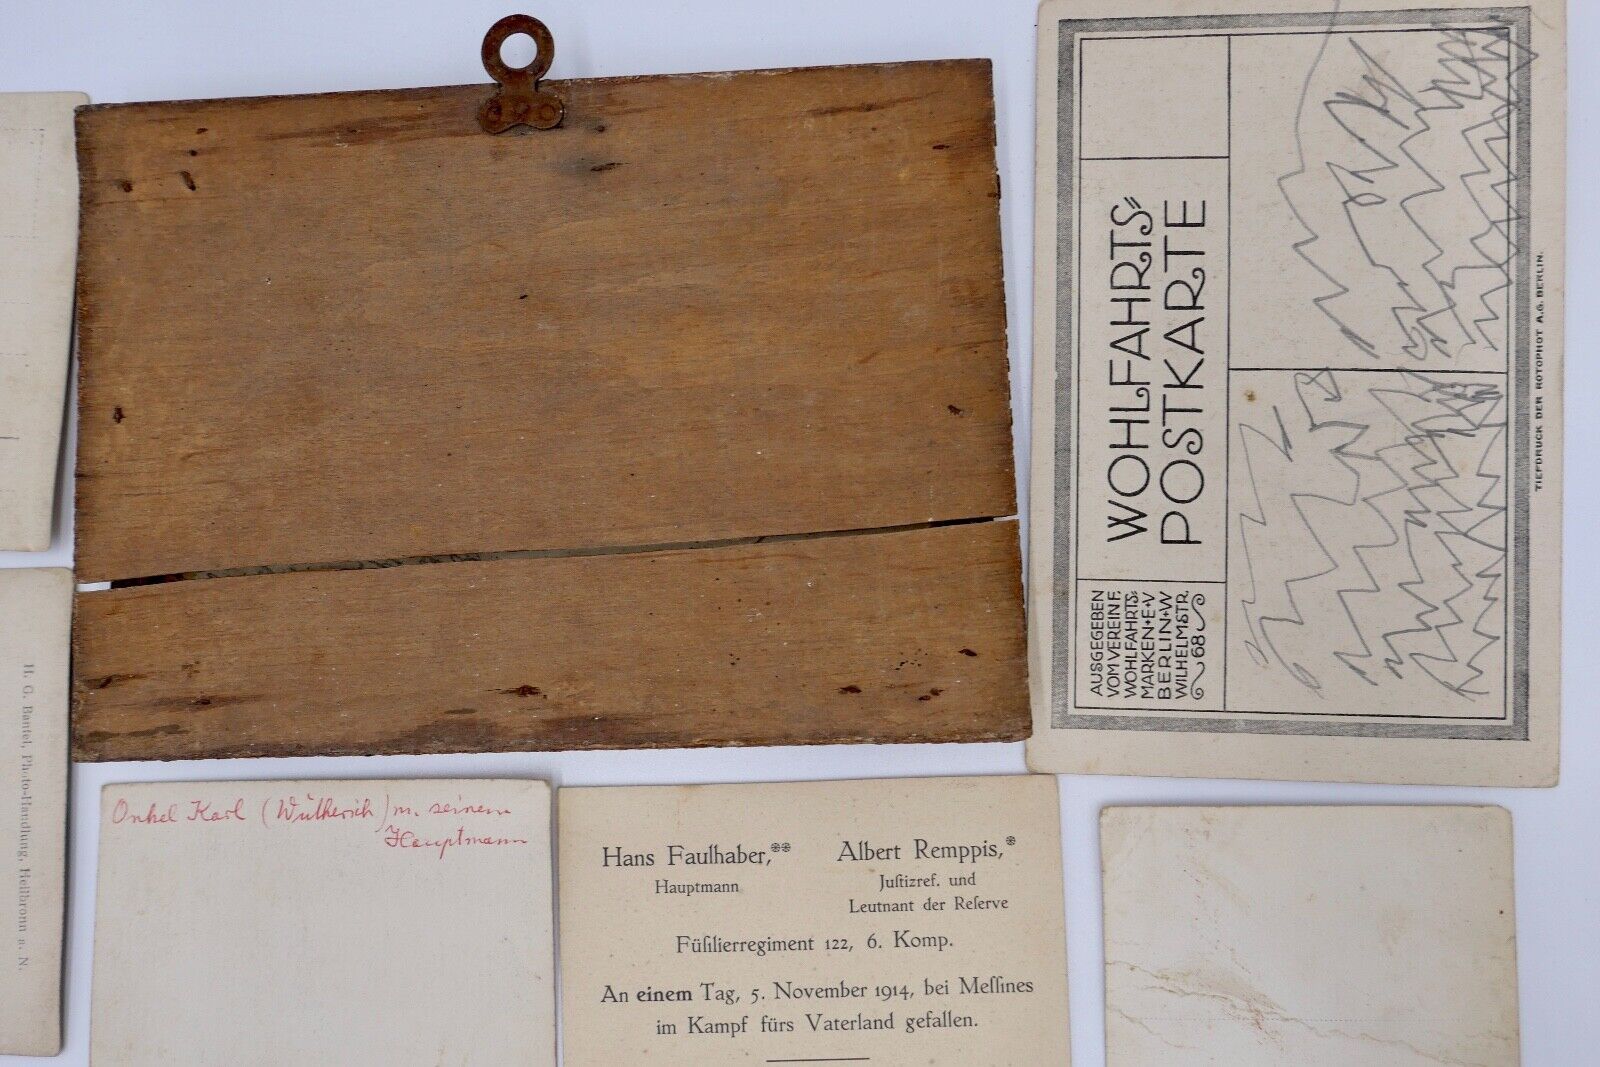 WOHLFAHRTS=
POSTKARTE
AUSGEGEBEN
VOM VEREIN F.
WOHLFAHRTS=
MARKEN E V
BERLIN W
WILHELMSTR.
68
TIEFDRUCK DER ROTOPHOT A.G. BERLIN.
H. G. Bantel, Photo-Handlung, Heilbronn a. N.
Onkel Karl (Wütherich) m. seinem
Hauptmann
Hans Faulhaber,**
Hauptmann
Albert Remppis,*
Juſtizref. und
Leutnant der Reſerve
Füſilierregiment 122, 6. Komp.
An einem Tag, 5. November 1914, bei Meſſines
im Kampf fürs Vaterland gefallen.